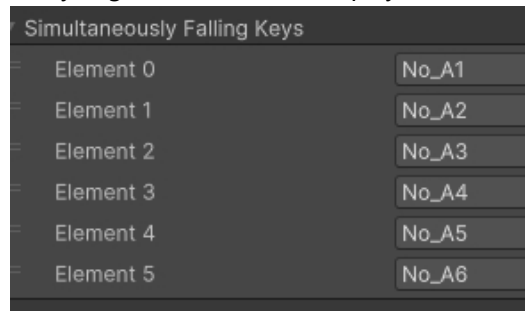 Simultaneously Falling Keys
Element 0 No_A1
Element 1 No_A2
Element 2 No_A3
Element 3 No_A4
Element 4 No_A5
Element 5 No_A6